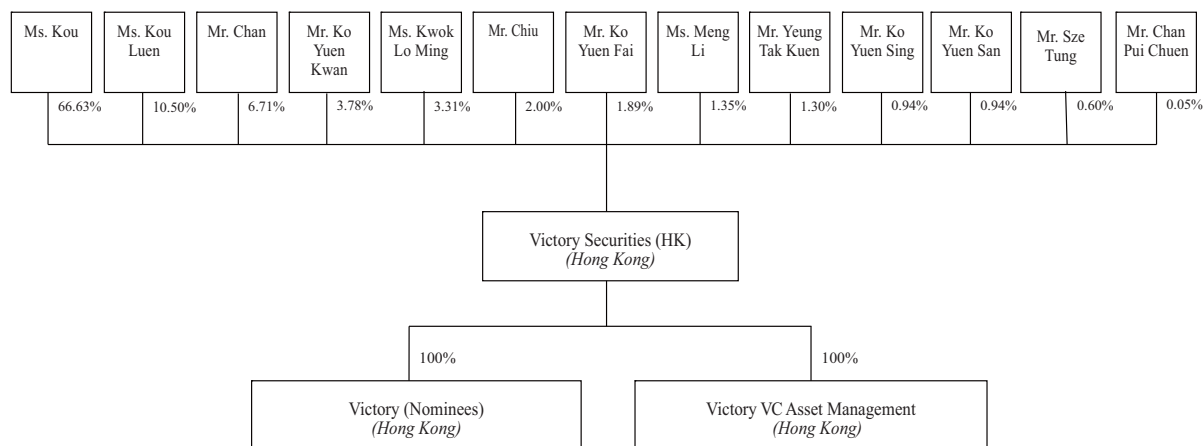 Ms. Kou
Ms. Kou
Luen
Mr. Chan
Mr. Ko
Yuen
Kwan
Ms. Kwok
Lo Ming
Mr. Chiu
Mr. Ko
Yuen Fai
Ms. Meng
Li
Mr. Yeung
Tak Kuen
Mr. Ko
Yuen Sing
Mr. Ko
Yuen San
Mr. Sze
Tung
Mr. Chan
Pui Chuen
66.63%
10.50%
6.71%
3.78%
3.31%
2.00%
1.89%
1.35%
1.30%
0.94%
0.94%
0.60%
0.05%
Victory Securities (HK)
(Hong Kong)
100%
100%
Victory (Nominees)
(Hong Kong)
Victory VC Asset Management
(Hong Kong)